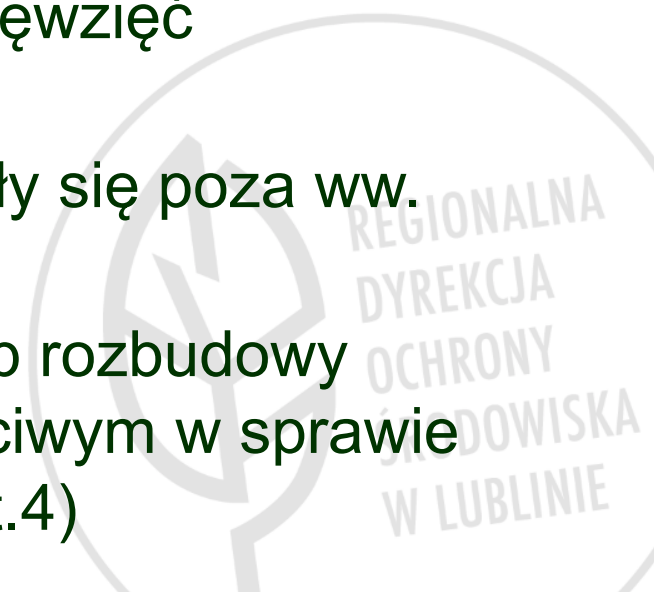 ęwzięć
ły się poza ww.
rozbudowy
ciwym w sprawie
.4)
REGIONALNA
DYREKCJA
OCHRONY
ŚRODOWISKA
W LUBLINIE